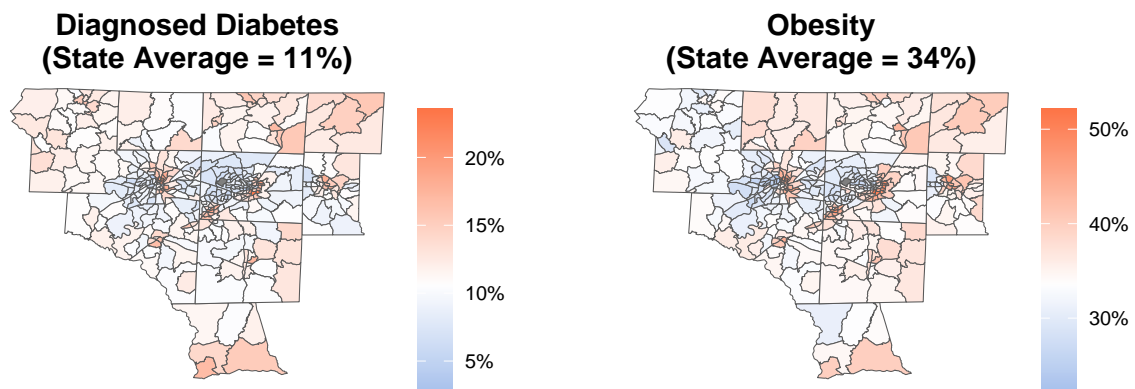 Diagnosed Diabetes
(State Average = 11%)
20%
15%
10%
5%
Obesity
(State Average = 34%)
50%
40%
30%